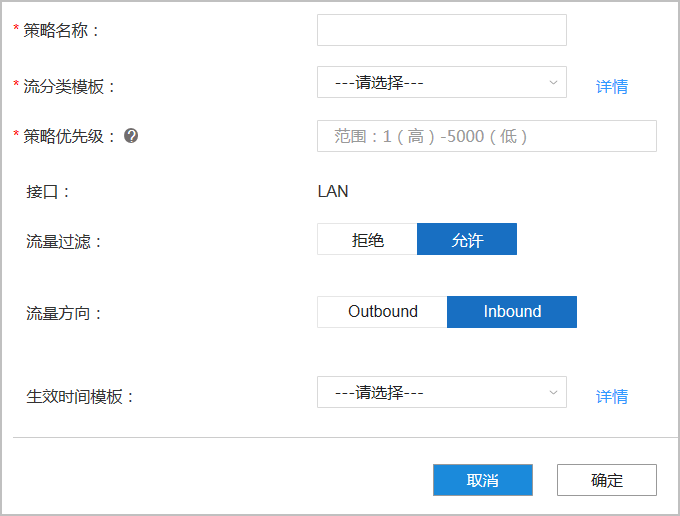 * 策略名称：
* 流分类模板： ---请选择--- 详情
* 策略优先级： ? 范围：1（高）-5000（低）
接口： LAN
流量过滤： 拒绝 允许
流量方向： Outbound Inbound
生效时间模板： ---请选择--- 详情
取消 确定